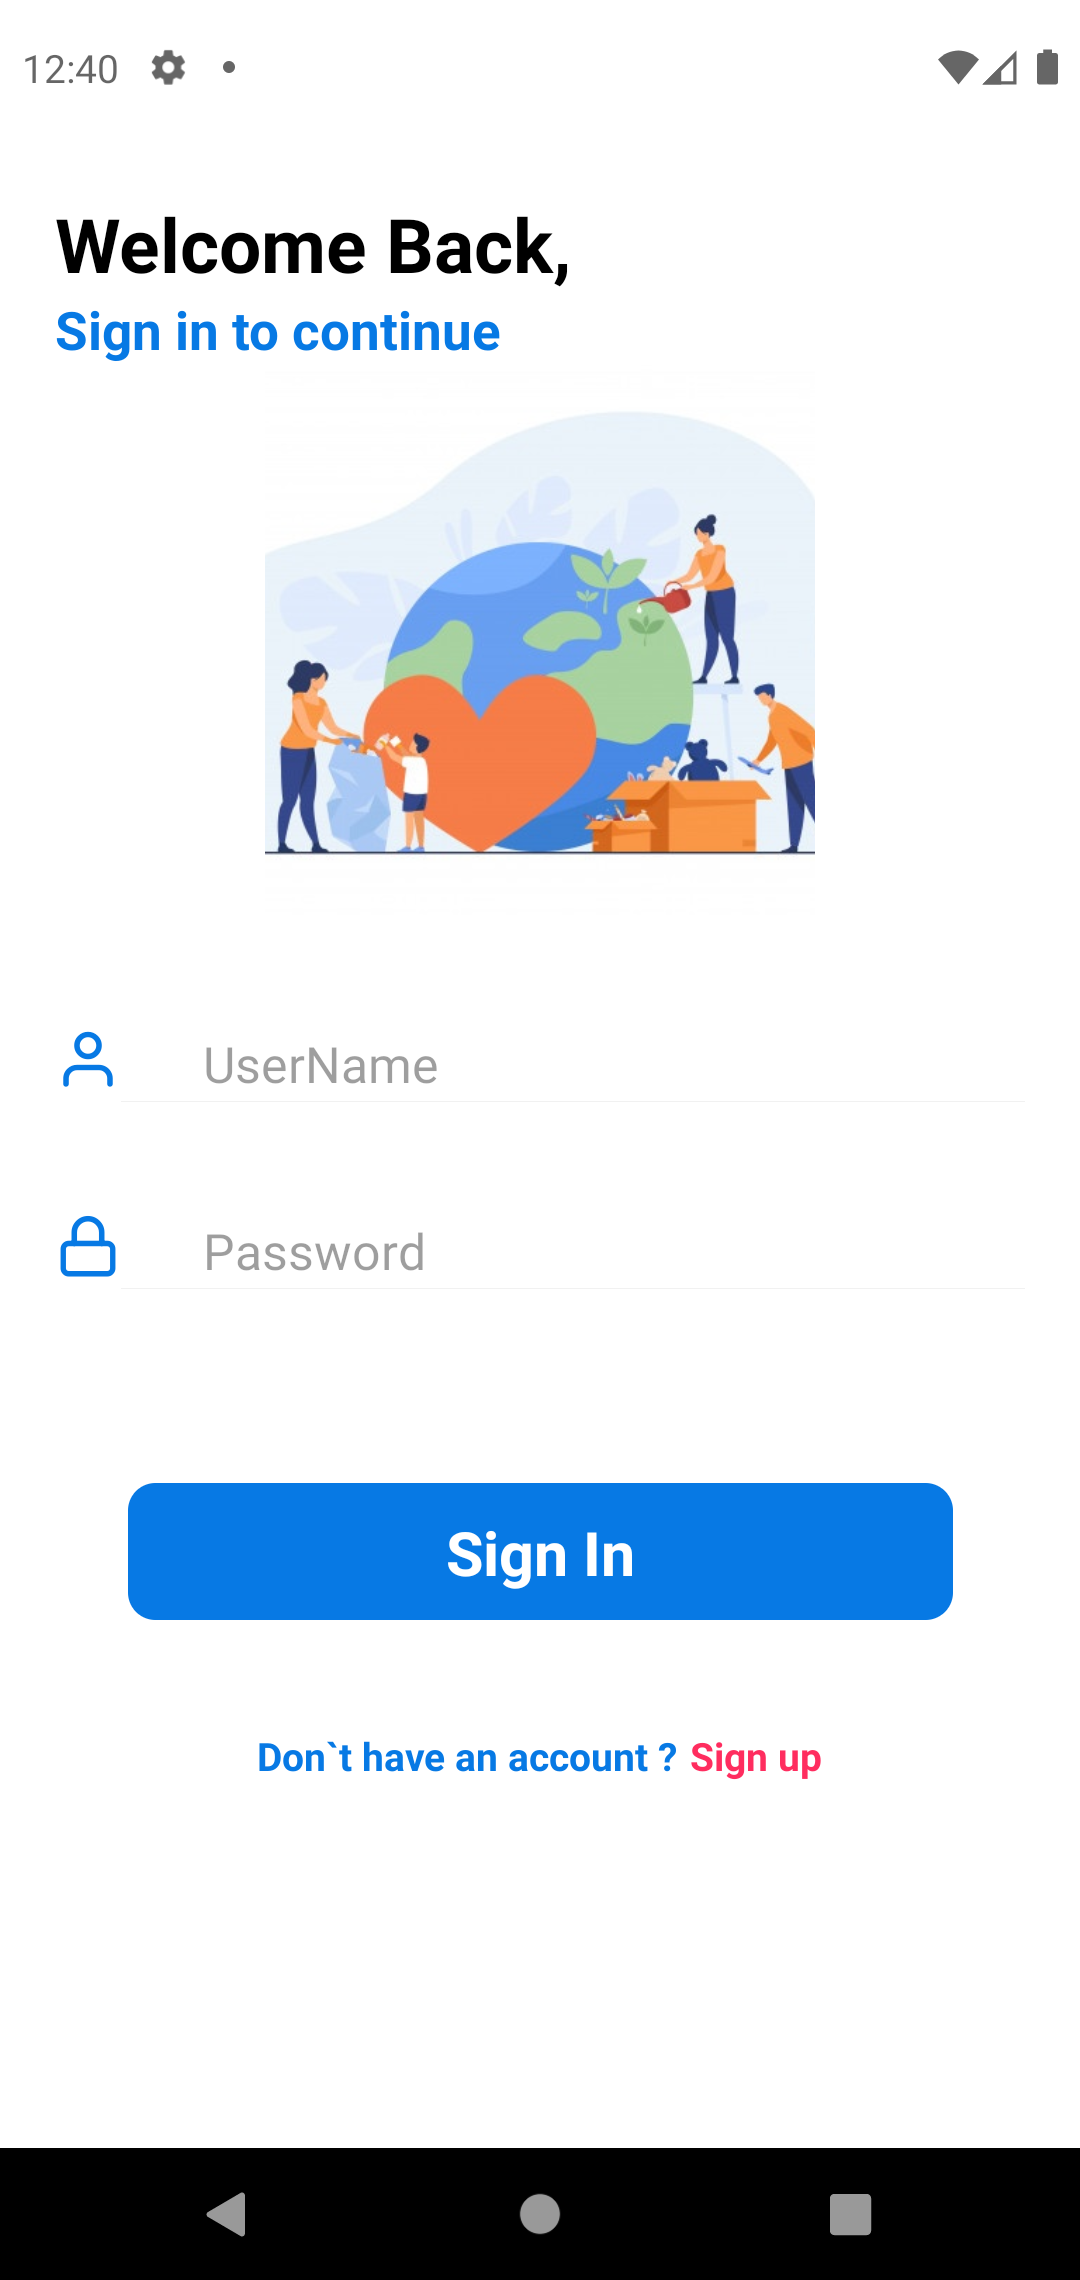 12:40
Welcome Back,
Sign in to continue
UserName
Password
Sign In
Don`t have an account ? Sign up